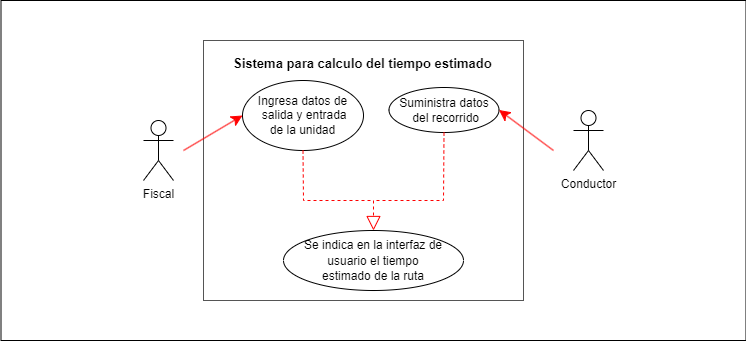 Sistema para calculo del tiempo estimado
Ingresa datos de
salida y entrada
de la unidad
Suministra datos
del recorrido
Fiscal
Conductor
Se indica en la interfaz de
usuario el tiempo
estimado de la ruta